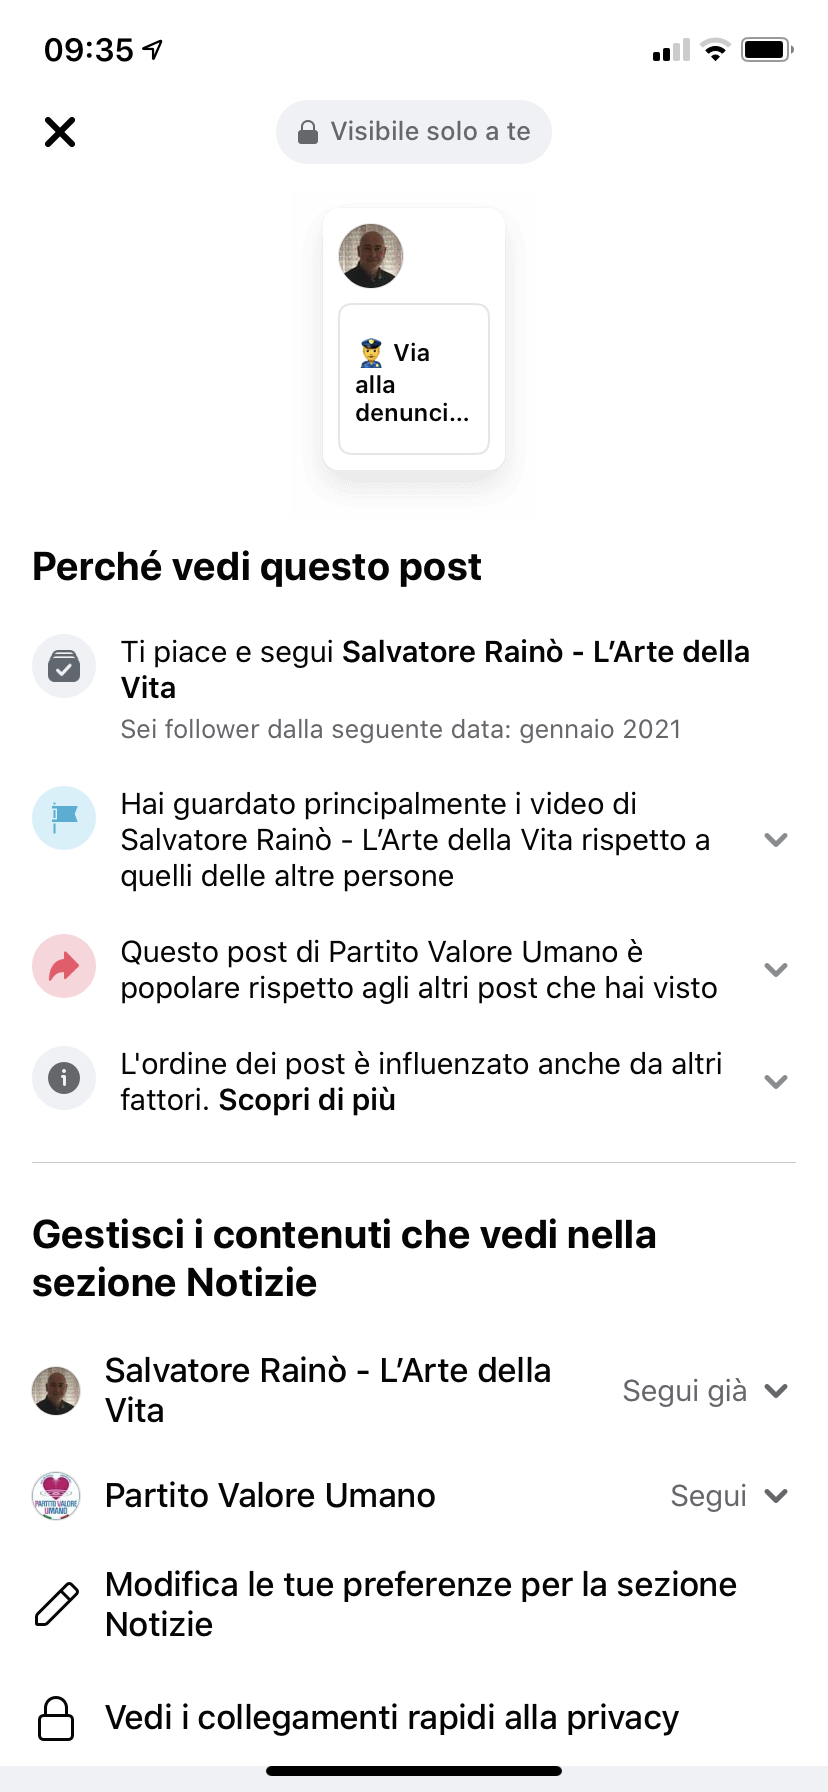 09:35
Visibile solo a te
👮 Via
alla
denunci...
Perché vedi questo post
Ti piace e segui Salvatore Rainò - L’Arte della
Vita
Sei follower dalla seguente data: gennaio 2021
Hai guardato principalmente i video di
Salvatore Rainò - L’Arte della Vita rispetto a
quelli delle altre persone
Questo post di Partito Valore Umano è
popolare rispetto agli altri post che hai visto
L'ordine dei post è influenzato anche da altri
fattori. Scopri di più
Gestisci i contenuti che vedi nella
sezione Notizie
Salvatore Rainò - L’Arte della
Vita
Segui già
PARTITO VALORE
UMANO
Partito Valore Umano
Segui
Modifica le tue preferenze per la sezione
Notizie
Vedi i collegamenti rapidi alla privacy